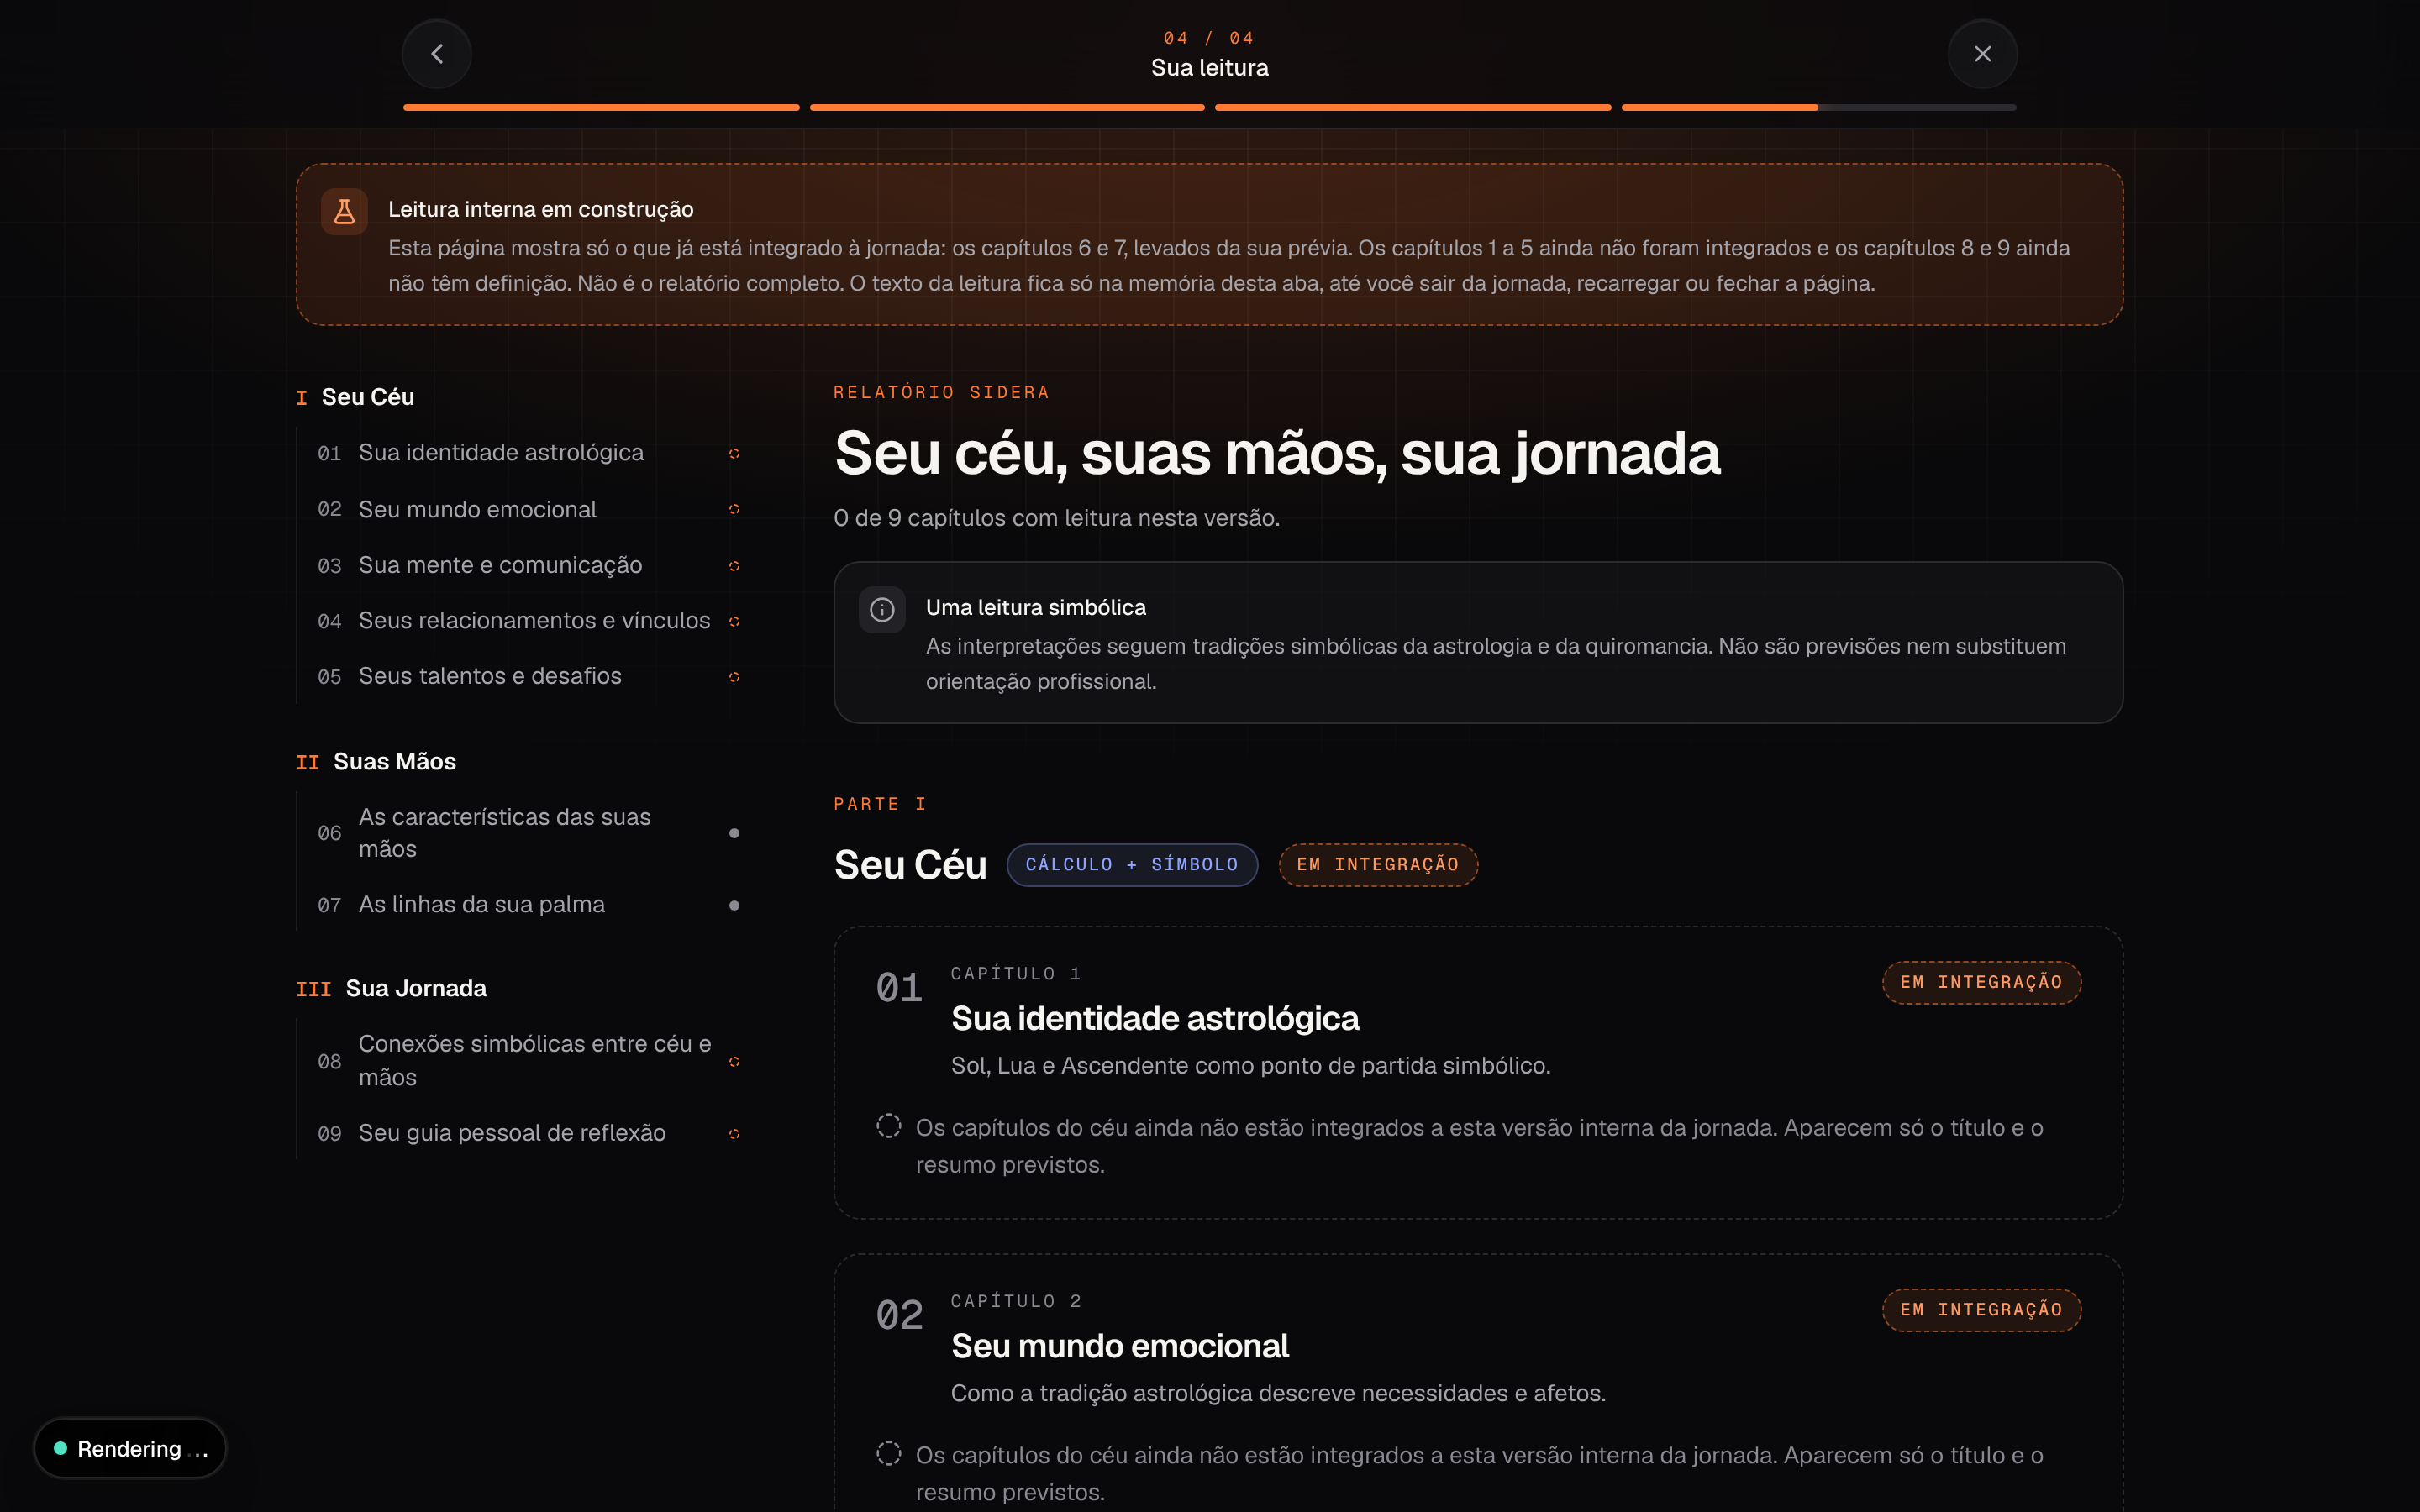 04 / 04
Sua leitura
Leitura interna em construção
Esta página mostra só o que já está integrado à jornada: os capítulos 6 e 7, levados da sua prévia. Os capítulos 1 a 5 ainda não foram integrados e os capítulos 8 e 9 ainda
não têm definição. Não é o relatório completo. O texto da leitura fica só na memória desta aba, até você sair da jornada, recarregar ou fechar a página.
I Seu Céu
01 Sua identidade astrológica
02 Seu mundo emocional
03 Sua mente e comunicação
04 Seus relacionamentos e vínculos
05 Seus talentos e desafios
II Suas Mãos
06 As características das suas
mãos
07 As linhas da sua palma
III Sua Jornada
08 Conexões simbólicas entre céu e
mãos
09 Seu guia pessoal de reflexão
RELATÓRIO SIDERA
Seu céu, suas mãos, sua jornada
0 de 9 capítulos com leitura nesta versão.
Uma leitura simbólica
As interpretações seguem tradições simbólicas da astrologia e da quiromancia. Não são previsões nem substituem
orientação profissional.
PARTE I
Seu Céu CÁLCULO + SÍMBOLO EM INTEGRAÇÃO
01 CAPÍTULO 1 EM INTEGRAÇÃO
Sua identidade astrológica
Sol, Lua e Ascendente como ponto de partida simbólico.
Os capítulos do céu ainda não estão integrados a esta versão interna da jornada. Aparecem só o título e o
resumo previstos.
02 CAPÍTULO 2 EM INTEGRAÇÃO
Seu mundo emocional
Como a tradição astrológica descreve necessidades e afetos.
Os capítulos do céu ainda não estão integrados a esta versão interna da jornada. Aparecem só o título e o
resumo previstos.
Rendering ...